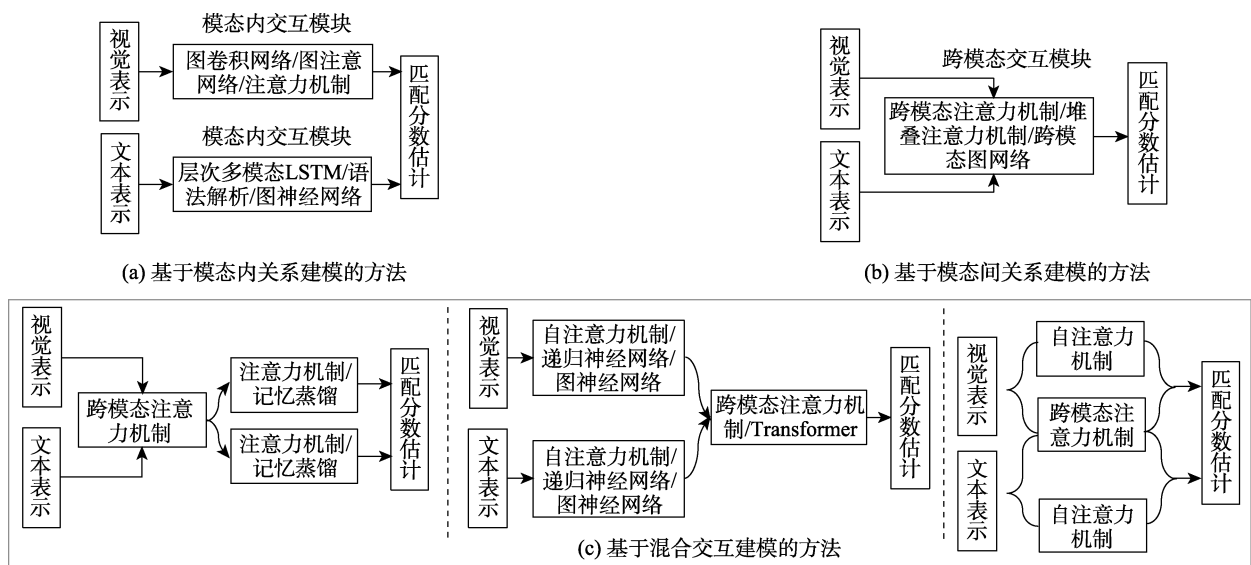 视觉表示
模态内交互模块
图卷积网络/图注意
网络/注意力机制
文本表示
模态内交互模块
层次多模态LSTM/语
法解析/图神经网络
匹配分数估计
(a) 基于模态内关系建模的方法
视觉表示
文本表示
跨模态交互模块
跨模态注意力机制/堆
叠注意力机制/跨模
态图网络
匹配分数估计
(b) 基于模态间关系建模的方法
视觉表示
文本表示
跨模态注意
力机制
注意力机制/
记忆蒸馏
注意力机制/
记忆蒸馏
匹配分数估计
视觉表示
自注意力机制/
递归神经网络/
图神经网络
文本表示
自注意力机制/
递归神经网络/
图神经网络
跨模态注意力机
制/Transformer
匹配分数估计
视觉表示
文本表示
自注意力
机制
跨模态注
意力机制
自注意力
机制
匹配分数估计
(c) 基于混合交互建模的方法